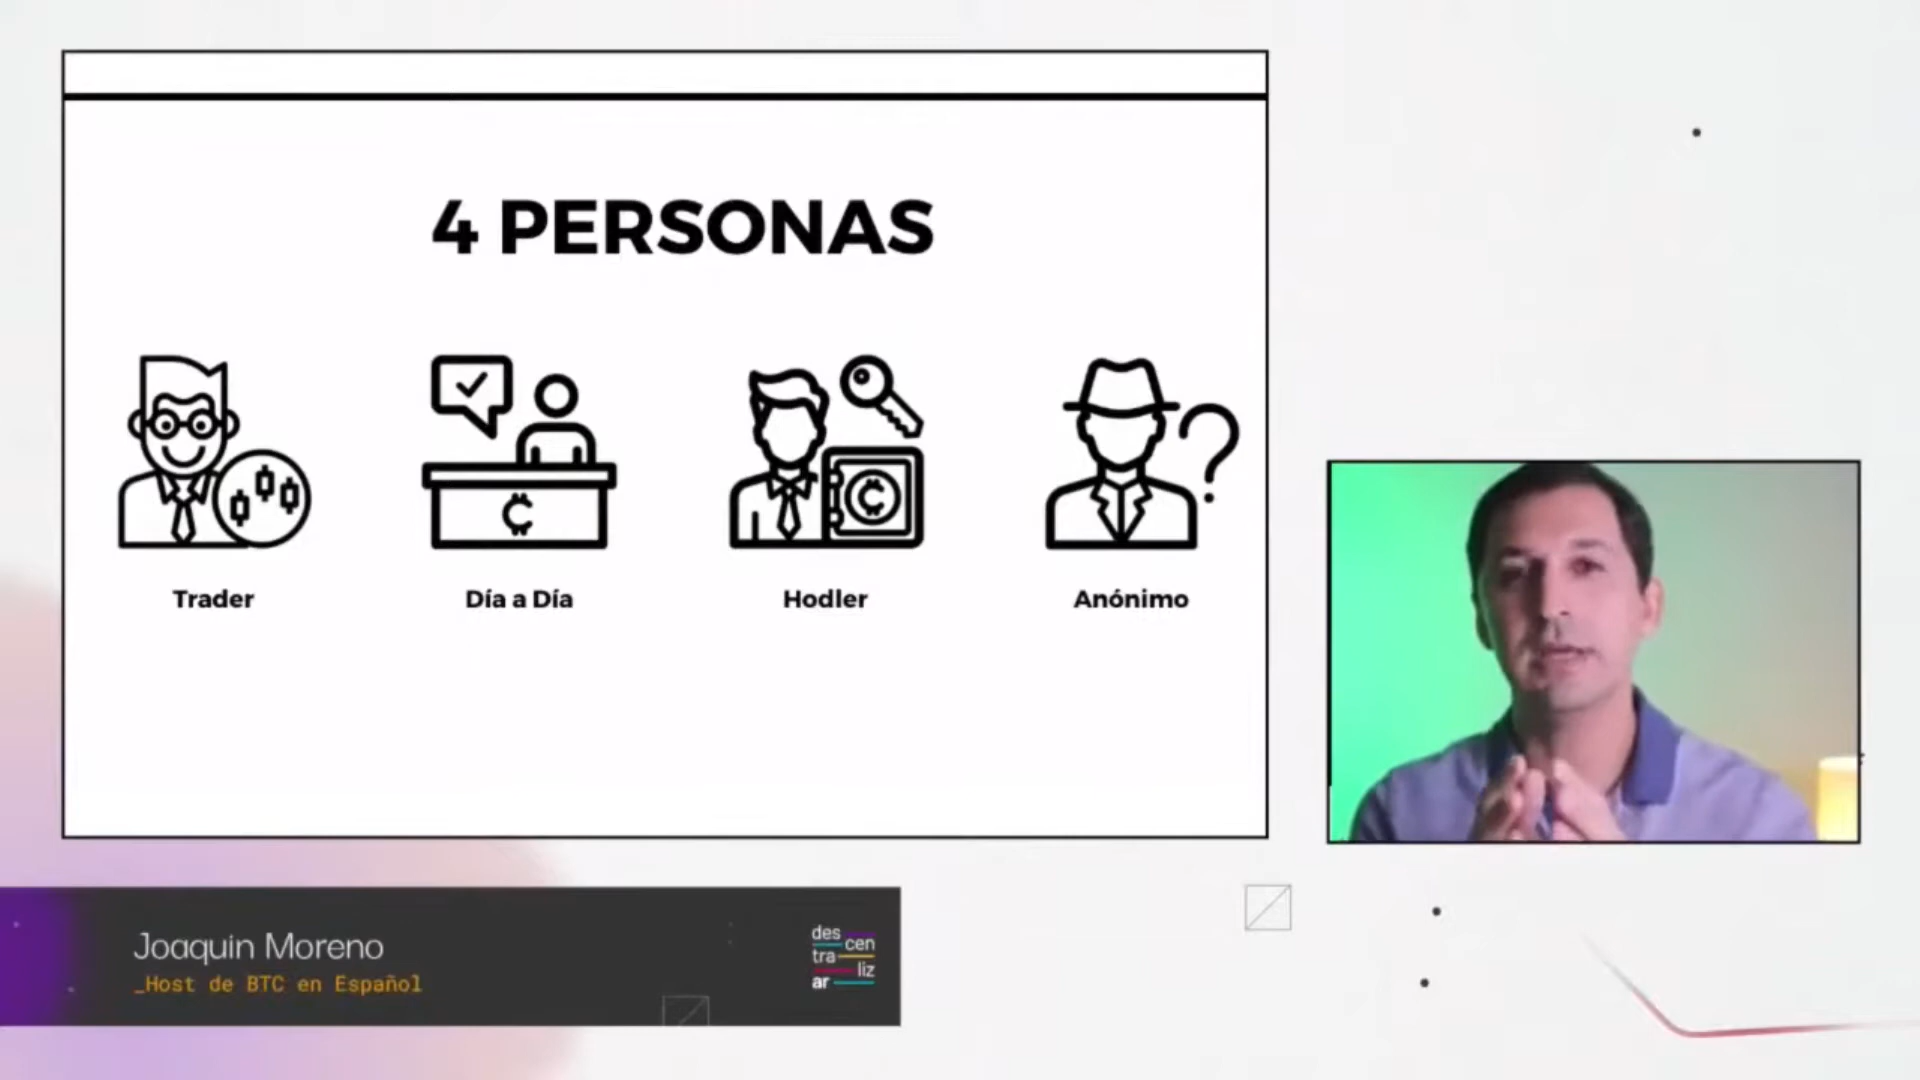 4 PERSONAS
Trader
Día a Día
Hodler
Anónimo
Joaquin Moreno
_Host de BTC en Español
des
cen
tra
liz
ar